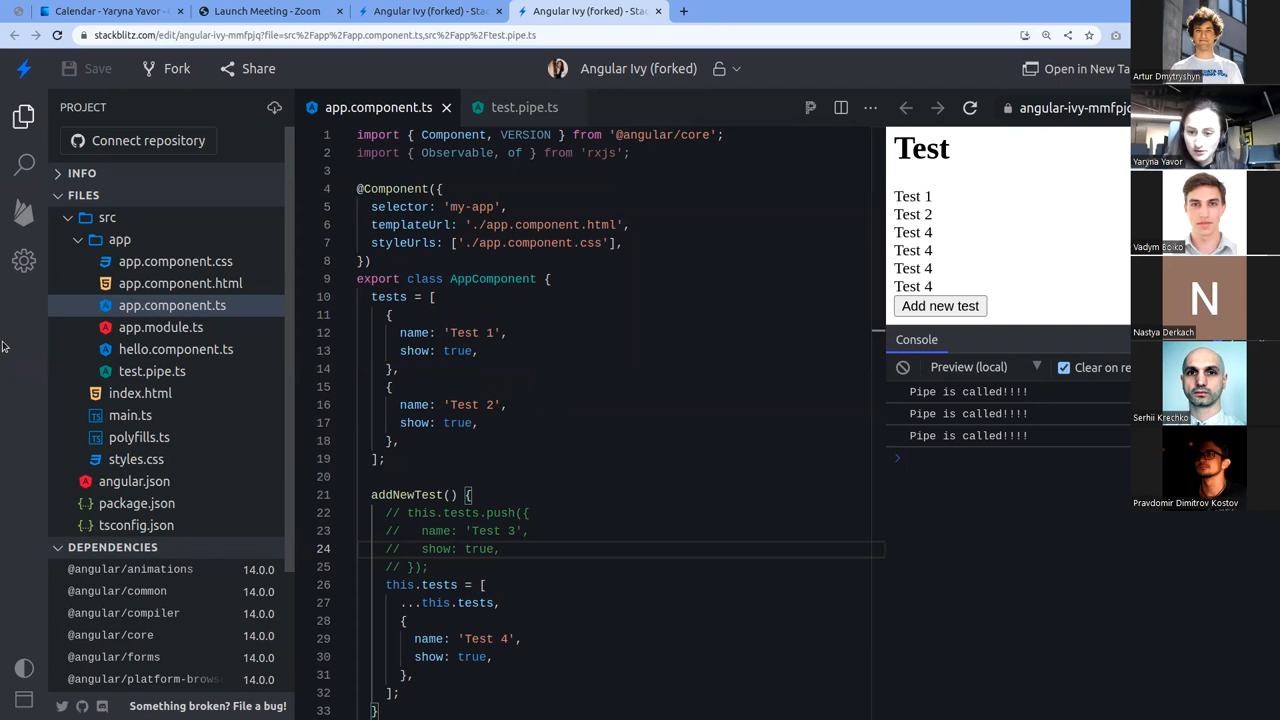 Calendar - Yaryna Yavor -
Launch Meeting - Zoom
Angular Ivy (forked) - Stac
Angular Ivy (forked) - Stac
stackblitz.com/edit/angular-ivy-mmfpjq?file=src%2Fapp%2Fapp.component.ts,src%2Fapp%2Ftest.pipe.ts
Save
Fork
Share
Angular Ivy (forked)
Open in New Ta
PROJECT
Connect repository
INFO
FILES
src
app
app.component.css
app.component.html
app.component.ts
app.module.ts
hello.component.ts
test.pipe.ts
index.html
main.ts
polyfills.ts
styles.css
angular.json
package.json
tsconfig.json
DEPENDENCIES
@angular/animations 14.0.0
@angular/common 14.0.0
@angular/compiler 14.0.0
@angular/core 14.0.0
@angular/forms 14.0.0
@angular/platform-brows 14.0.0
Something broken? File a bug!
app.component.ts
test.pipe.ts
1 import { Component, VERSION } from '@angular/core';
2 import { Observable, of } from 'rxjs';
3
4 @Component({
5 selector: 'my-app',
6 templateUrl: './app.component.html',
7 styleUrls: ['./app.component.css'],
8 })
9 export class AppComponent {
10 tests = [
11 {
12 name: 'Test 1',
13 show: true,
14 },
15 {
16 name: 'Test 2',
17 show: true,
18 },
19 ];
20
21 addNewTest() {
22 // this.tests.push({
23 //   name: 'Test 3',
24 //   show: true,
25 // });
26 this.tests = [
27 ...this.tests,
28 {
29 name: 'Test 4',
30 show: true,
31 },
32 ];
33 }
angular-ivy-mmfpjq
Test
Test 1
Test 2
Test 4
Test 4
Test 4
Test 4
Add new test
Console
Preview (local)
Clear on re
Pipe is called!!!!
Pipe is called!!!!
Pipe is called!!!!
Artur Dmytryshyn
Yaryna Yavor
Vadym Boiko
N
Nastya Derkach
Serhii Krechko
Pravdomir Dimitrov Kostov